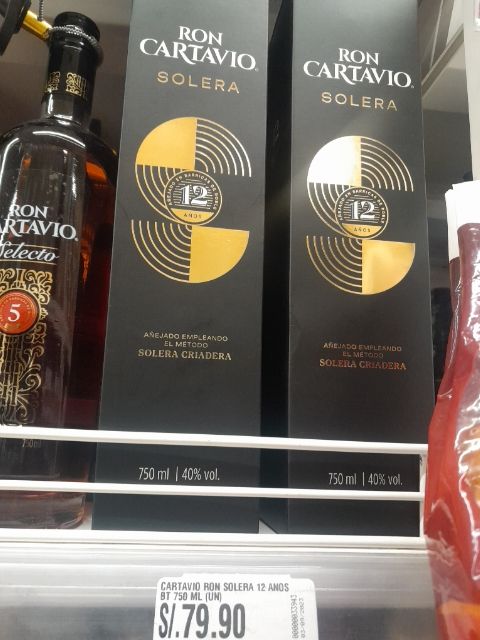 RON
CARTAVIO
Selecto
5
RON
CARTAVIO
SOLERA
12
AÑOS
AÑEJADO EMPLEANDO
EL MÉTODO
SOLERA CRIADERA
750 ml | 40% vol.
RON
CARTAVIO
SOLERA
12
AÑOS
AÑEJADO EMPLEANDO
EL MÉTODO
SOLERA CRIADERA
750 ml | 40% vol.
CARTAVIO RON SOLERA 12 ANOS
BT 750 ML (UN)
S/.79.90